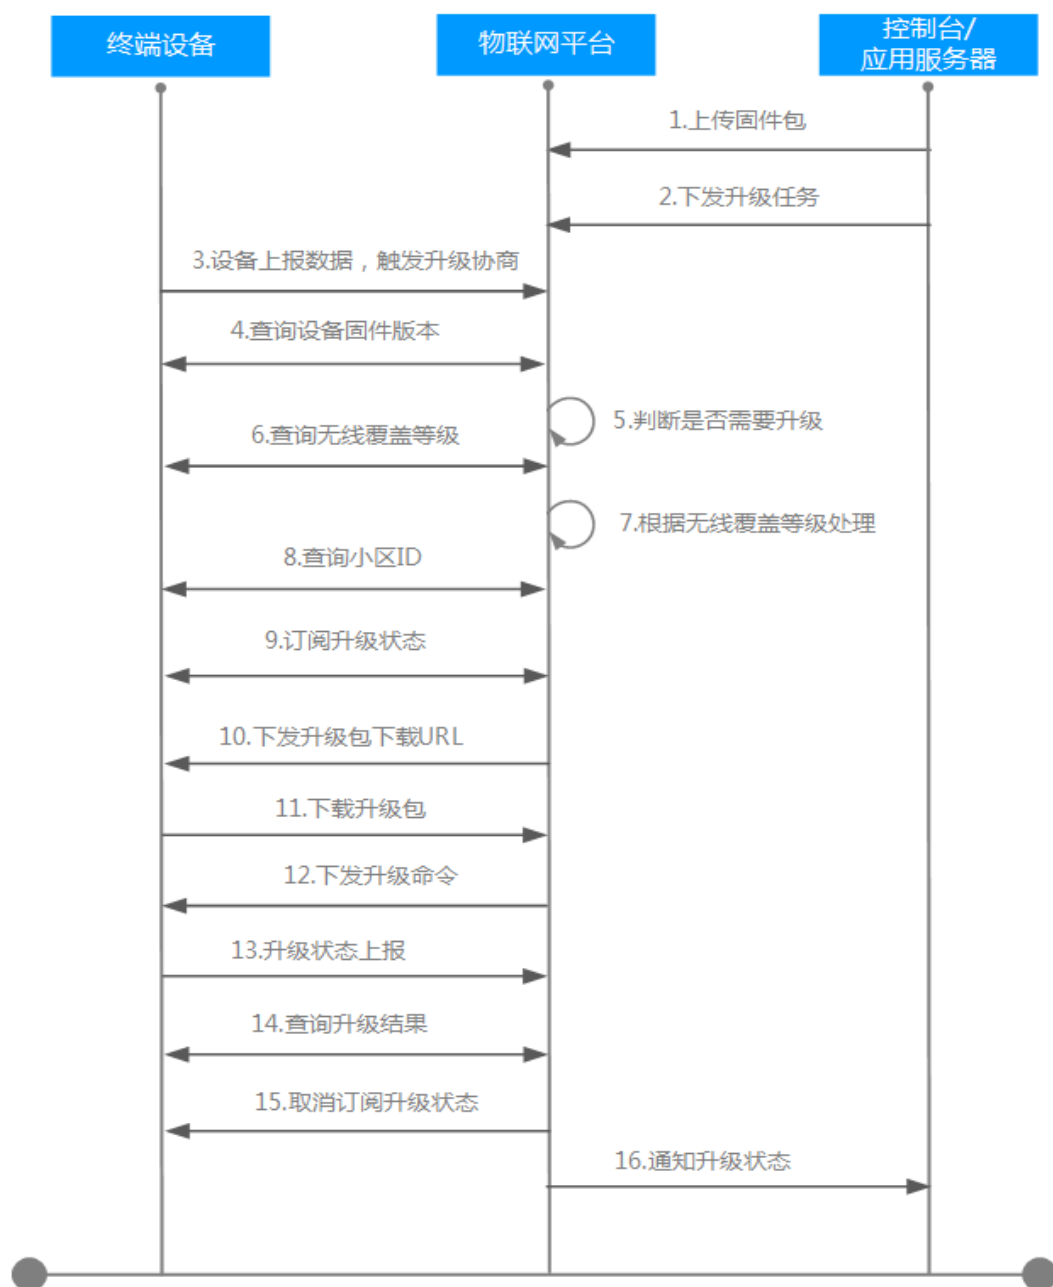 终端设备
物联网平台
控制台/
应用服务器
1.上传固件包
2.下发升级任务
3.设备上报数据，触发升级协商
4.查询设备固件版本
5.判断是否需要升级
6.查询无线覆盖等级
7.根据无线覆盖等级处理
8.查询小区ID
9.订阅升级状态
10.下发升级包下载URL
11.下载升级包
12.下发升级命令
13.升级状态上报
14.查询升级结果
15.取消订阅升级状态
16.通知升级状态